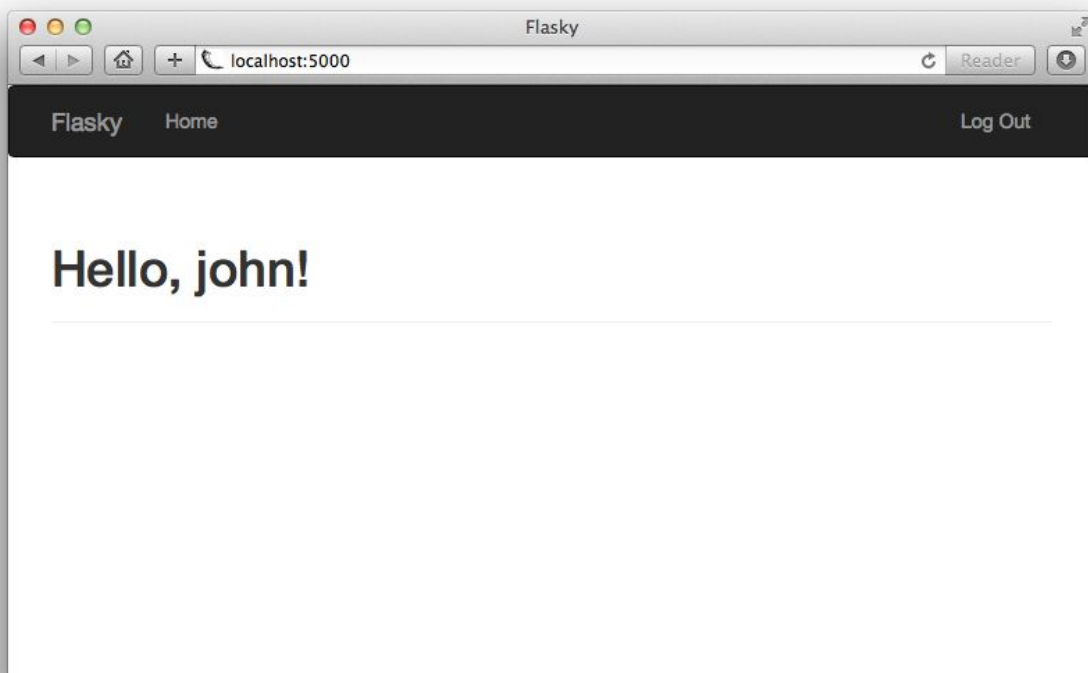 Flasky
localhost:5000
Reader
Flasky Home Log Out
Hello, john!